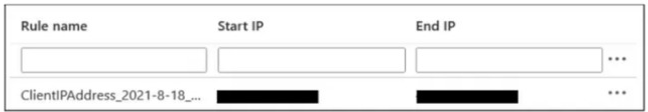 Rule name Start IP End IP
ClientIPAddress_2021-8-18_...